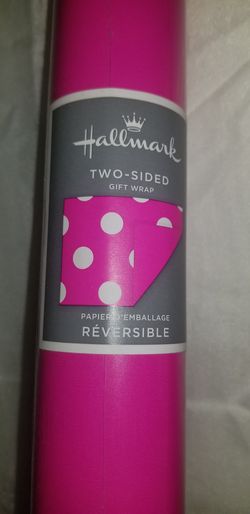 Hallmark
TWO-SIDED
GIFT WRAP
PAPIER D'EMBALLAGE
RÉVERSIBLE